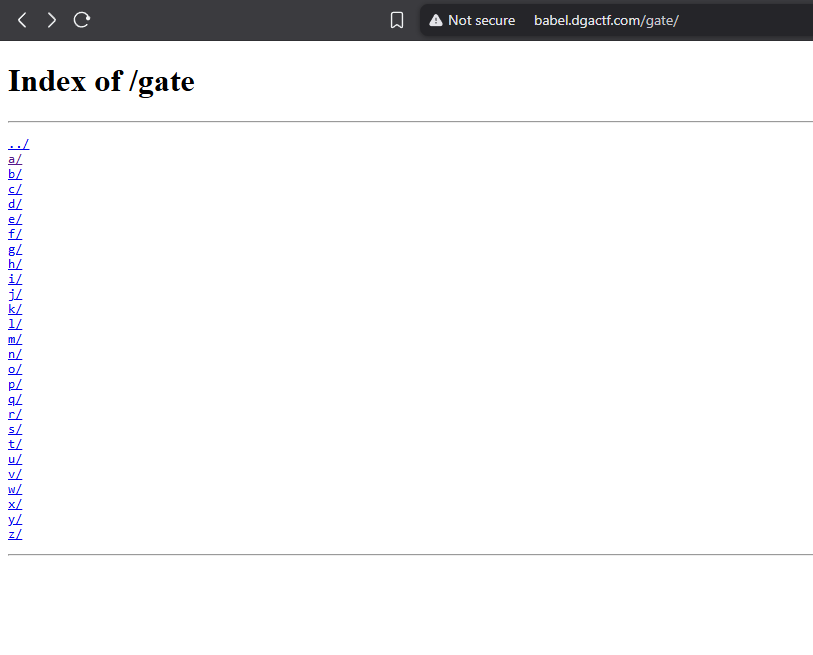 Not secure babel.dgactf.com/gate/
Index of /gate
../
a/
b/
c/
d/
e/
f/
g/
h/
i/
j/
k/
l/
m/
n/
o/
p/
q/
r/
s/
t/
u/
v/
w/
x/
y/
z/